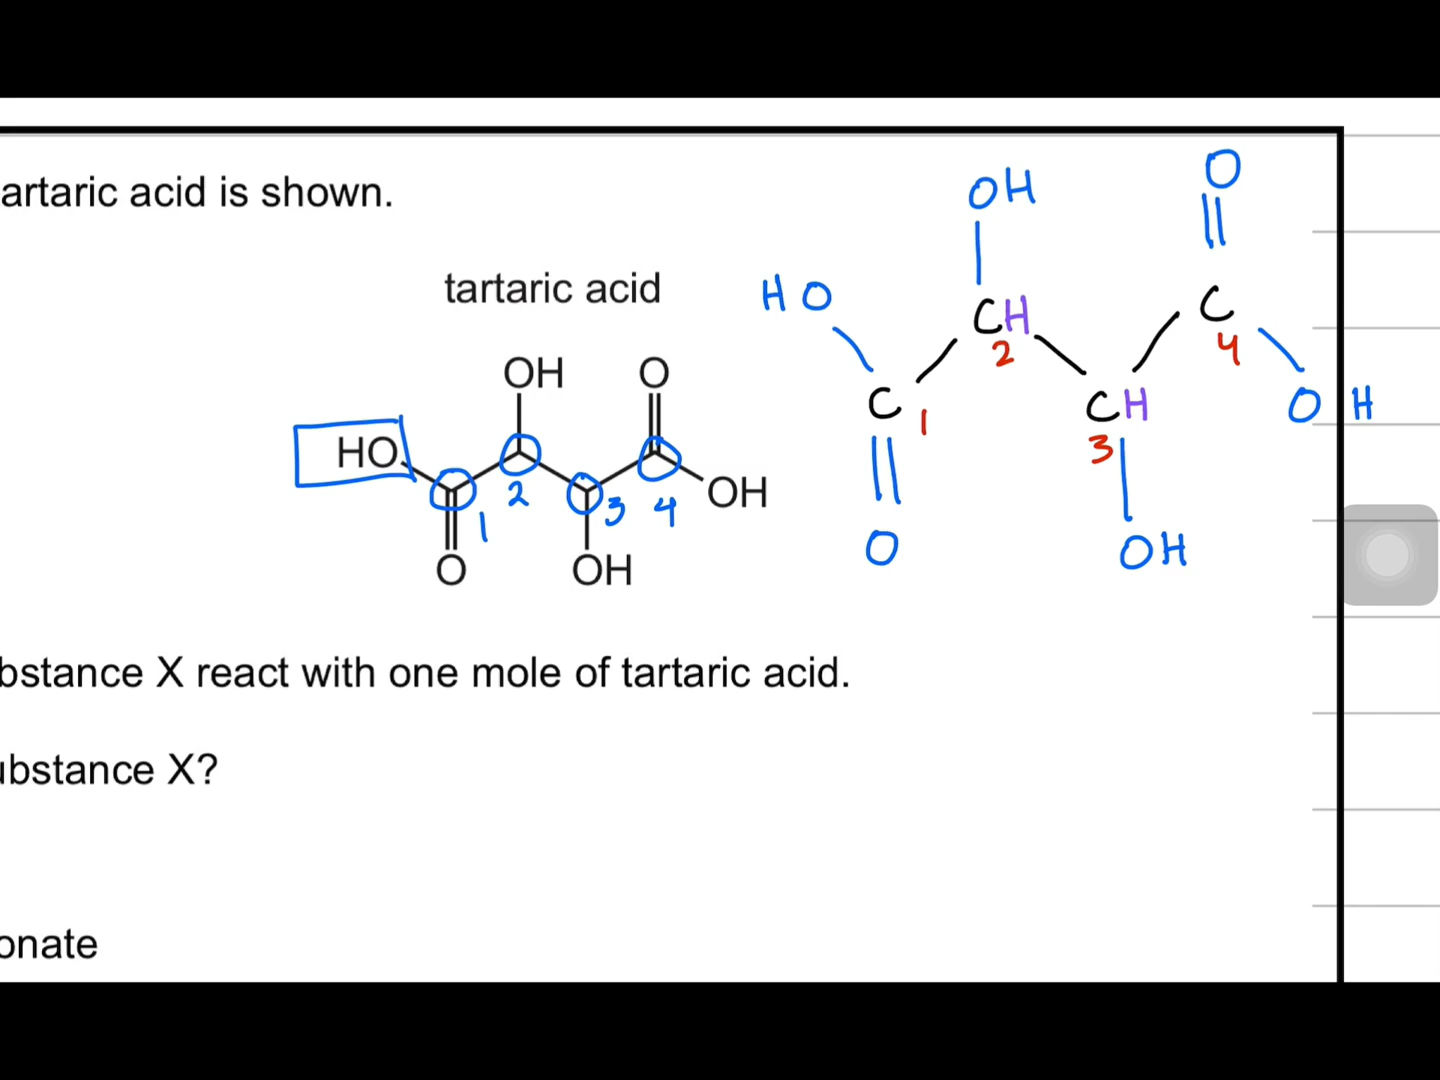 artaric acid is shown.
tartaric acid
OH O
HO
OH
1 2 3 4
O OH
OH O
HO CH C
2 4
C 1 CH O H
3
O OH
bstance X react with one mole of tartaric acid.
ubstance X?
onate